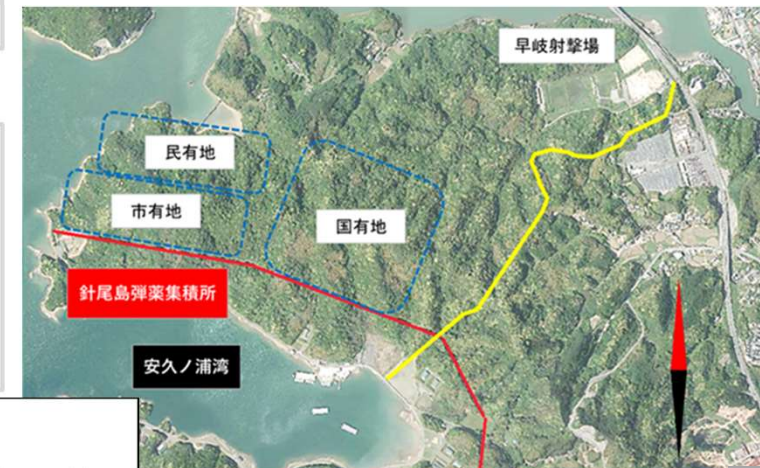 早岐射撃場
民有地
市有地
国有地
針尾島弾薬集積所
安久ノ浦湾